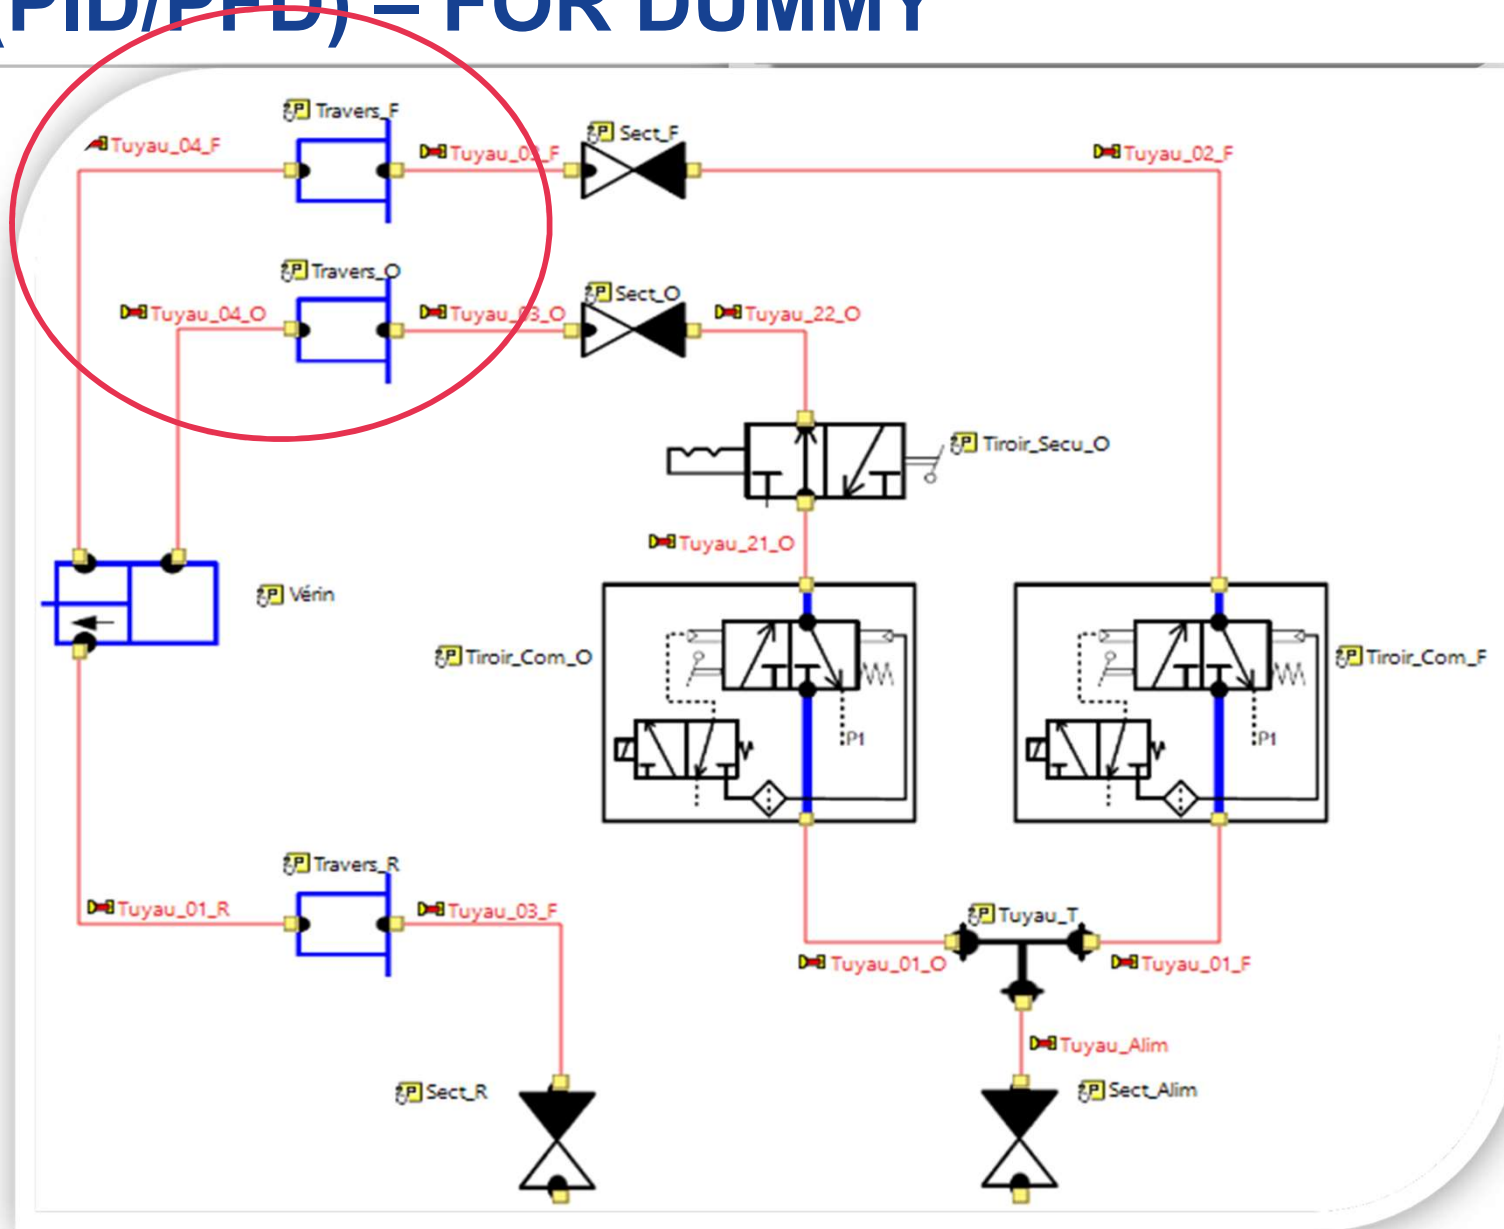 (PID/PFD) – FOR DUMMY
P Travers_F
Tuyau_04_F
Tuyau_03_F
P Sect_F
Tuyau_02_F
P Travers_O
Tuyau_04_O
Tuyau_03_O
P Sect_O
Tuyau_22_O
P Tiroir_Secu_O
Tuyau_21_O
P Vérin
P Tiroir_Com_O
P1
P Tiroir_Com_F
P1
P Travers_R
Tuyau_01_R
Tuyau_03_F
P Tuyau_T
Tuyau_01_O
Tuyau_01_F
Tuyau_Alim
P Sect_R
P Sect_Alim